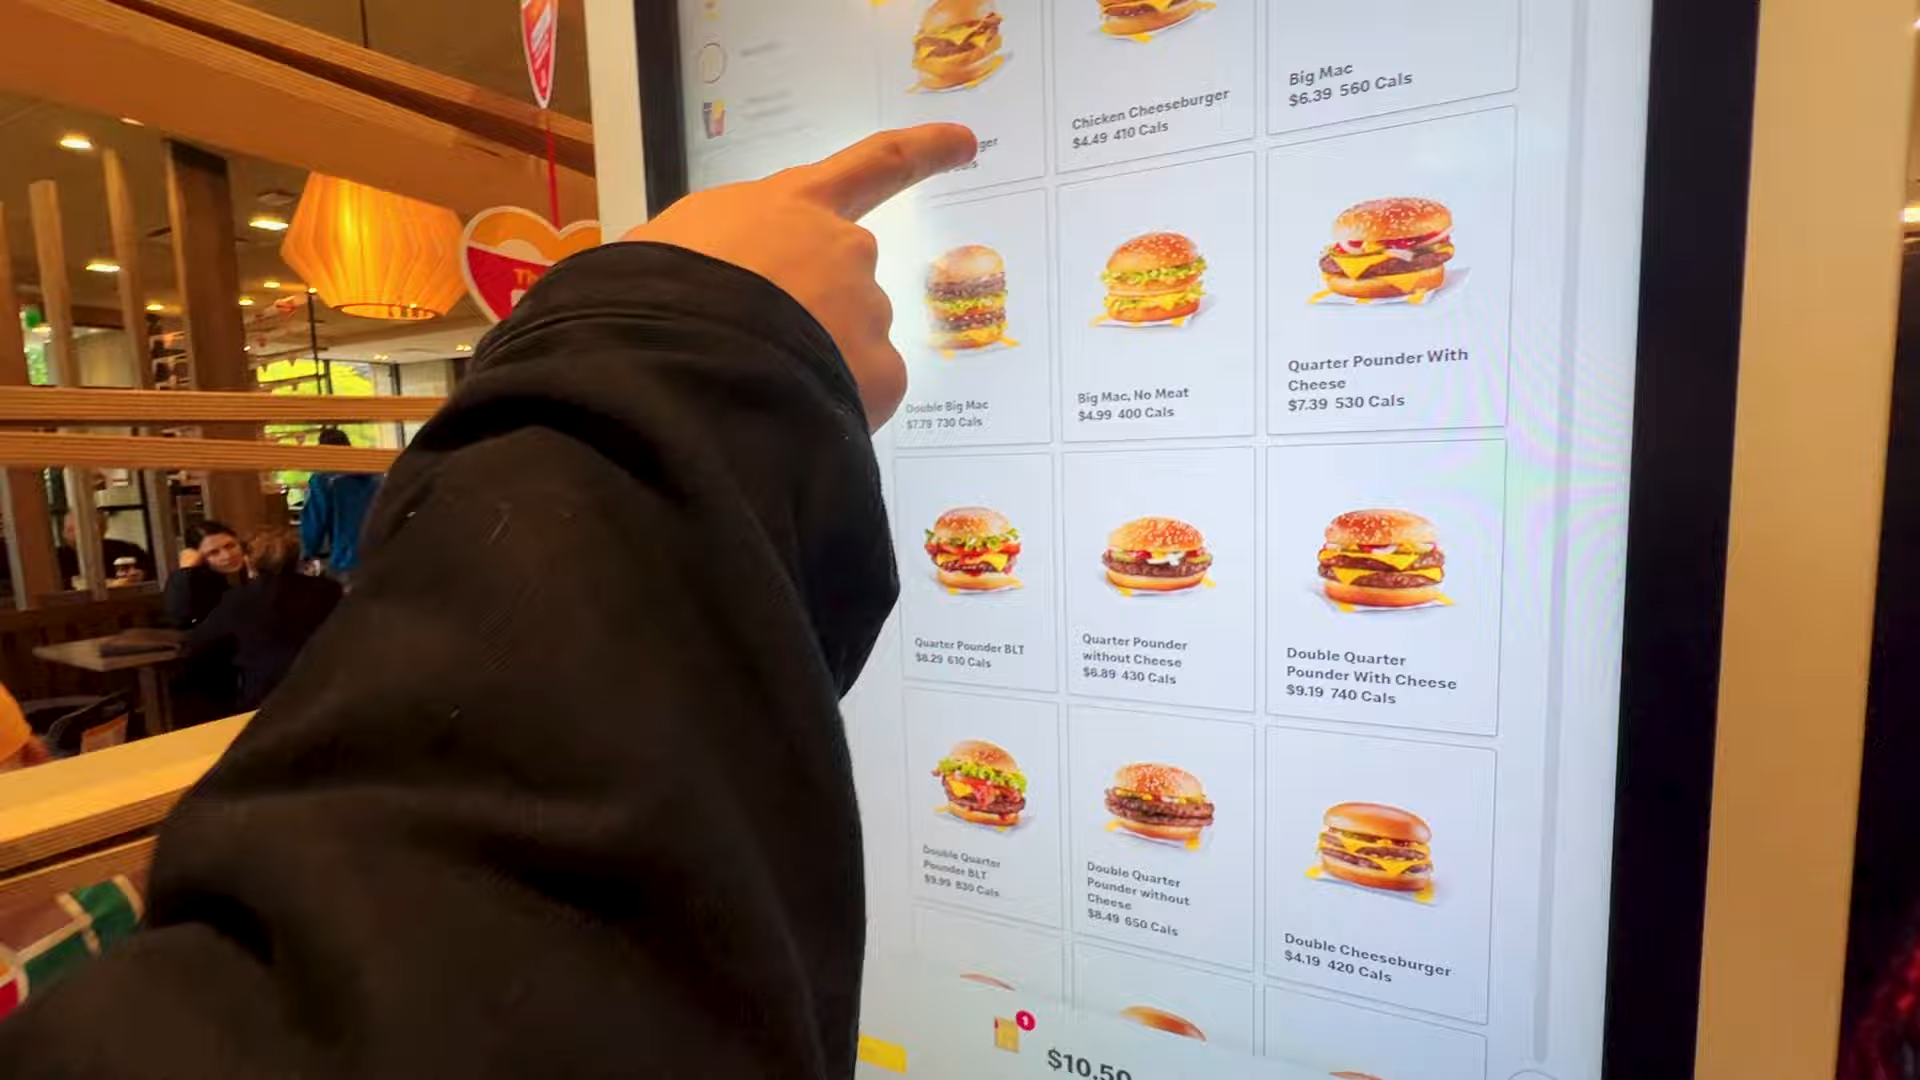 Big Mac
$6.39 560 Cals
Chicken Cheeseburger
$4.49 410 Cals
Double Big Mac
$7.79 730 Cals
Big Mac, No Meat
$4.99 400 Cals
Quarter Pounder With
Cheese
$7.39 530 Cals
Quarter Pounder BLT
$8.29 610 Cals
Quarter Pounder
without Cheese
$6.89 430 Cals
Double Quarter
Pounder With Cheese
$9.19 740 Cals
Double Quarter
Pounder BLT
$9.99 830 Cals
Double Quarter
Pounder without
Cheese
$8.49 650 Cals
Double Cheeseburger
$4.19 420 Cals
1
$10.50